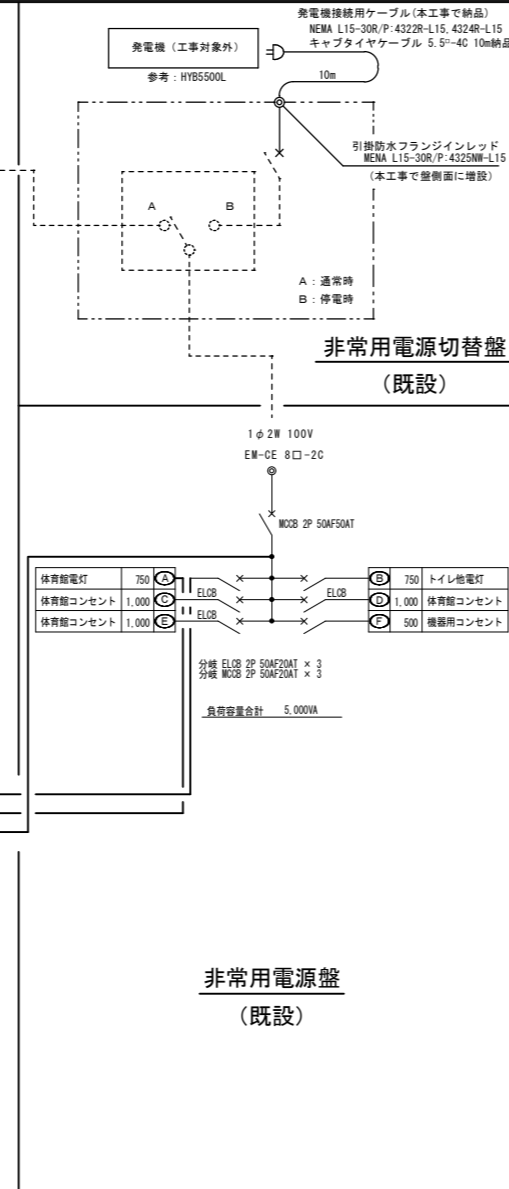 発電機接続用ケーブル(本工事で納品)
NEMA L15-30R/P:4322R-L15,4324R-L15
キャブタイヤケーブル 5.5□-4C 10m納品
発電機（工事対象外）
参考：HYB5500L
10m
引掛防水フランジインレッド
MENA L15-30R/P:4325NW-L15
(本工事で盤側面に増設)
A B
A：通常時
B：停電時
非常用電源切替盤
(既設)
1φ2W 100V
EM-CE 8□-2C
MCCB 2P 50AF50AT
体育館電灯 750 A
体育館コンセント 1,000 C ELCB
体育館コンセント 1,000 E ELCB
B 750 トイレ他電灯
ELCB D 1,000 体育館コンセント
F 500 機器用コンセント
分岐 ELCB 2P 50AF20AT × 3
分岐 MCCB 2P 50AF20AT × 3
負荷容量合計 5,000VA
非常用電源盤
(既設)